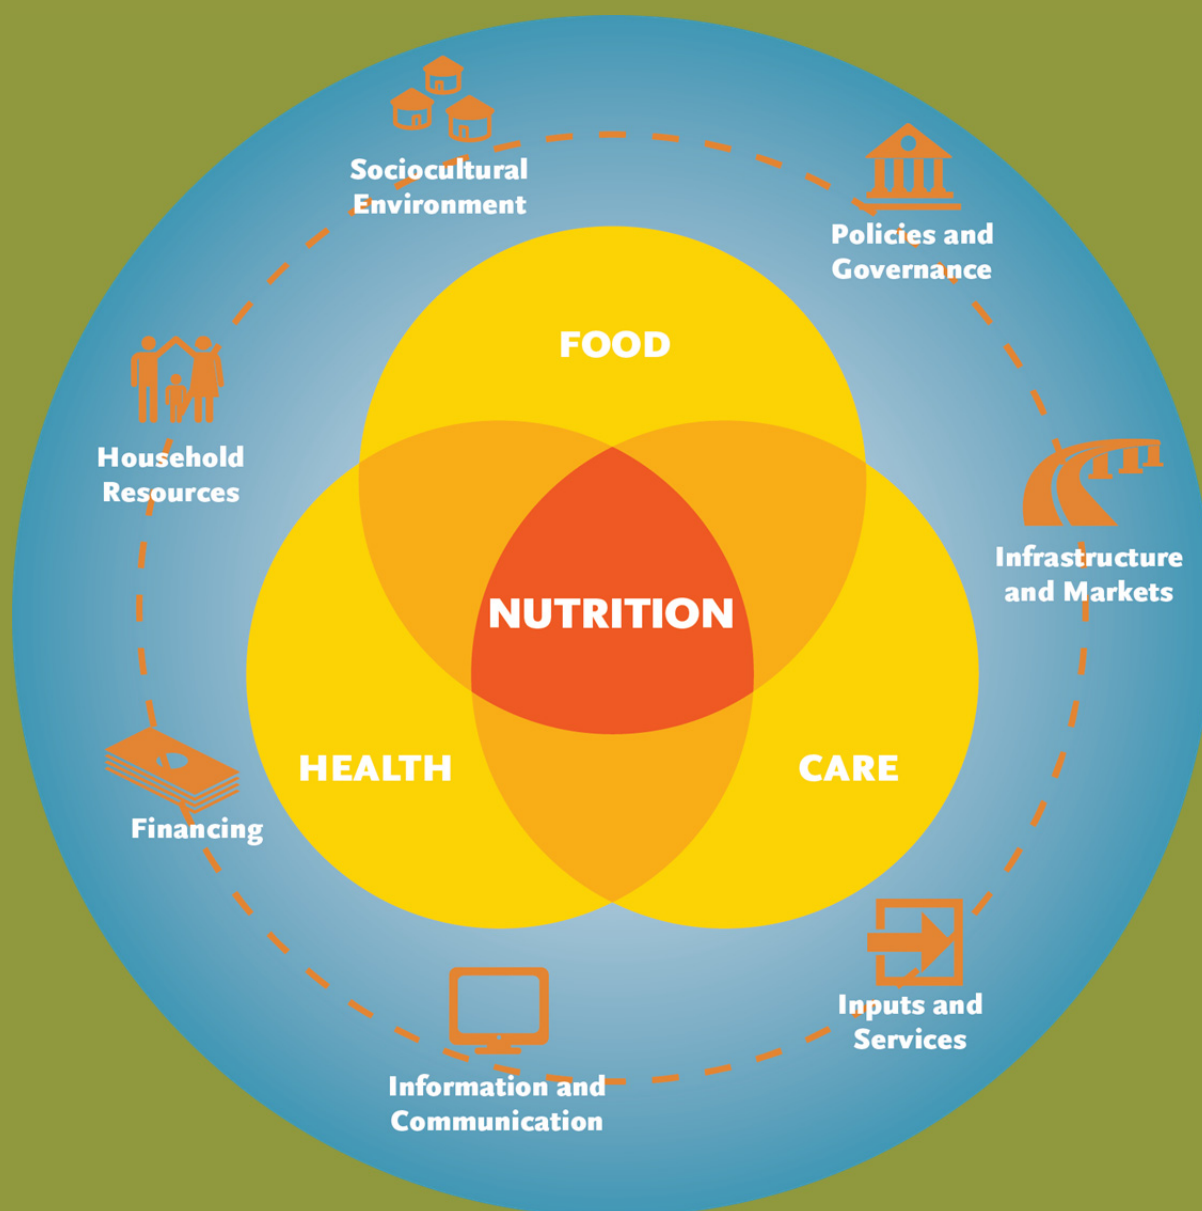 Sociocultural
Environment
Policies and
Governance
FOOD
Household
Resources
Infrastructure
and Markets
NUTRITION
HEALTH
CARE
Financing
Inputs and
Services
Information and
Communication